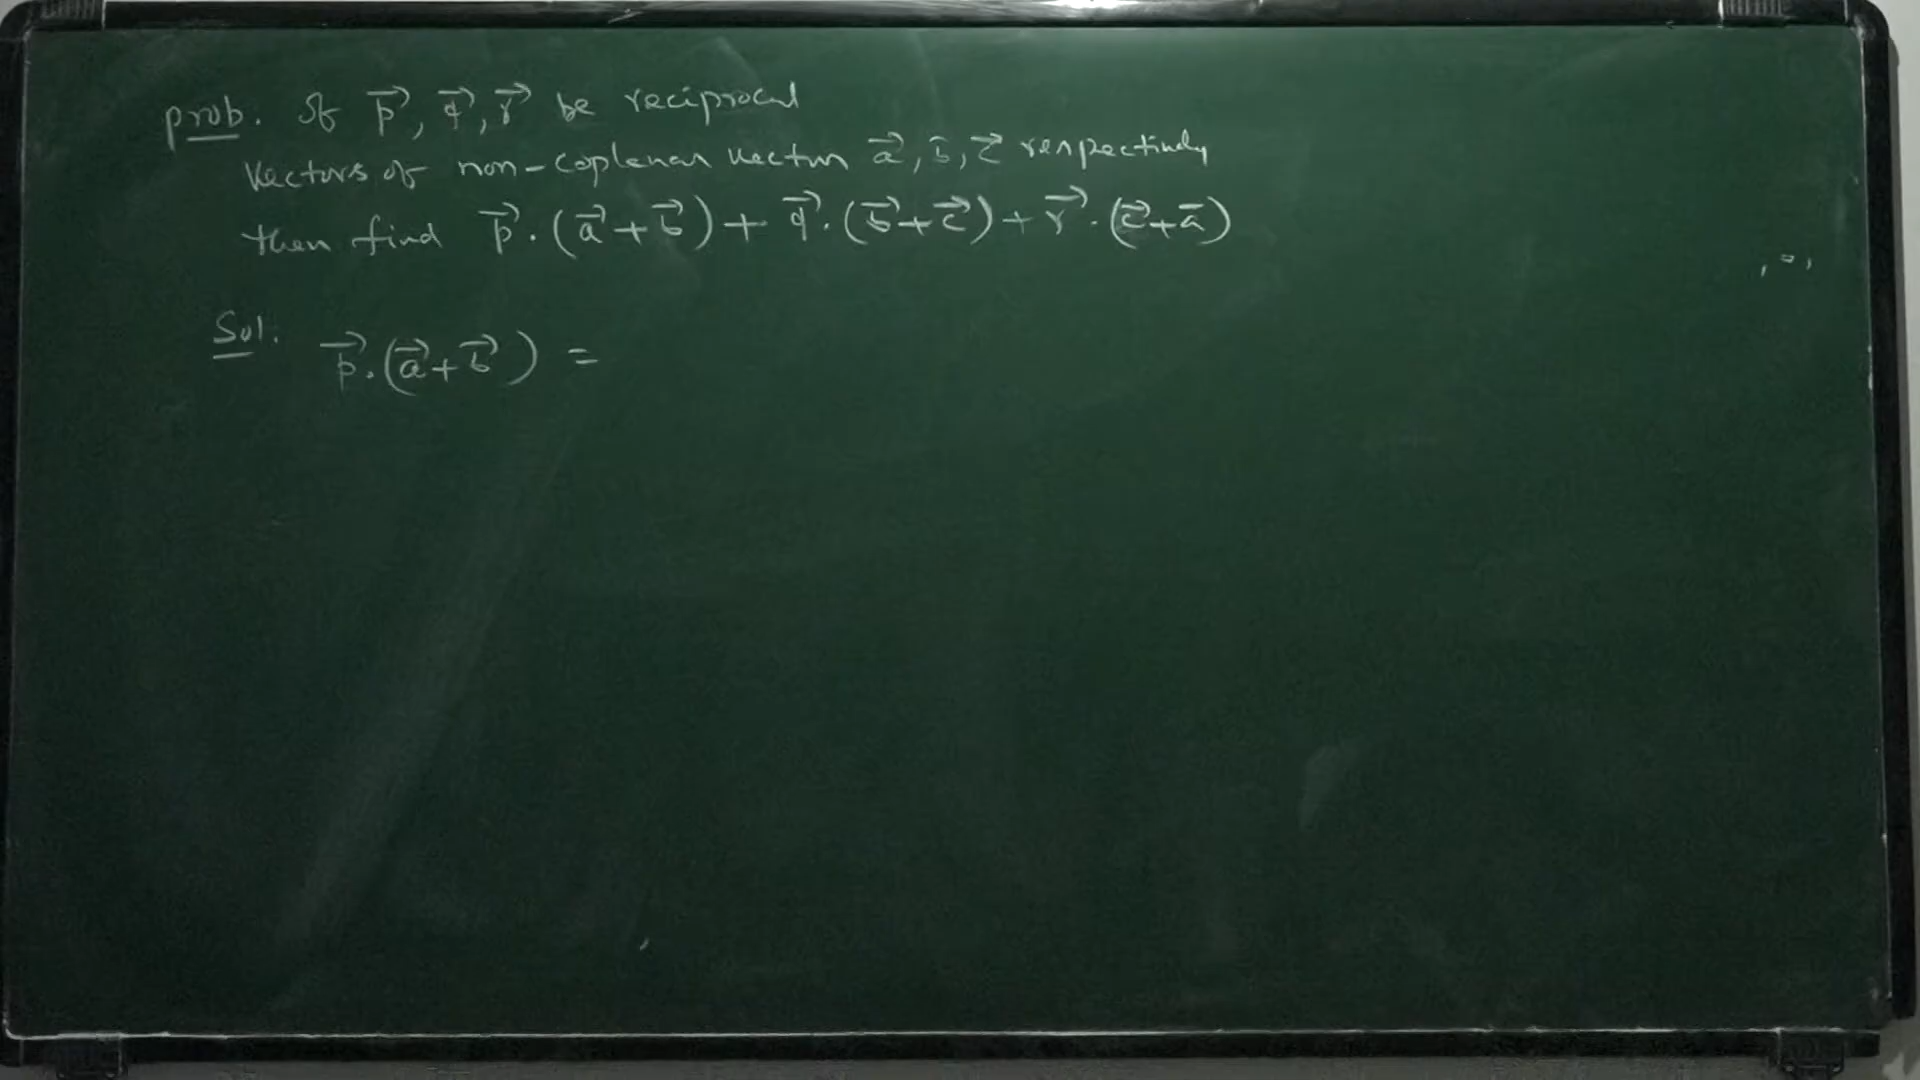 prob. If p⃗, q⃗, r⃗ be reciprocal
vectors of non-coplanar vectors a⃗, b̄, c⃗ respectively
then find p⃗ . (a⃗ + b⃗) + q⃗ . (b⃗ + c⃗) + r⃗ . (c⃗ + ā)
Sol. p⃗ . (a⃗ + b⃗) =